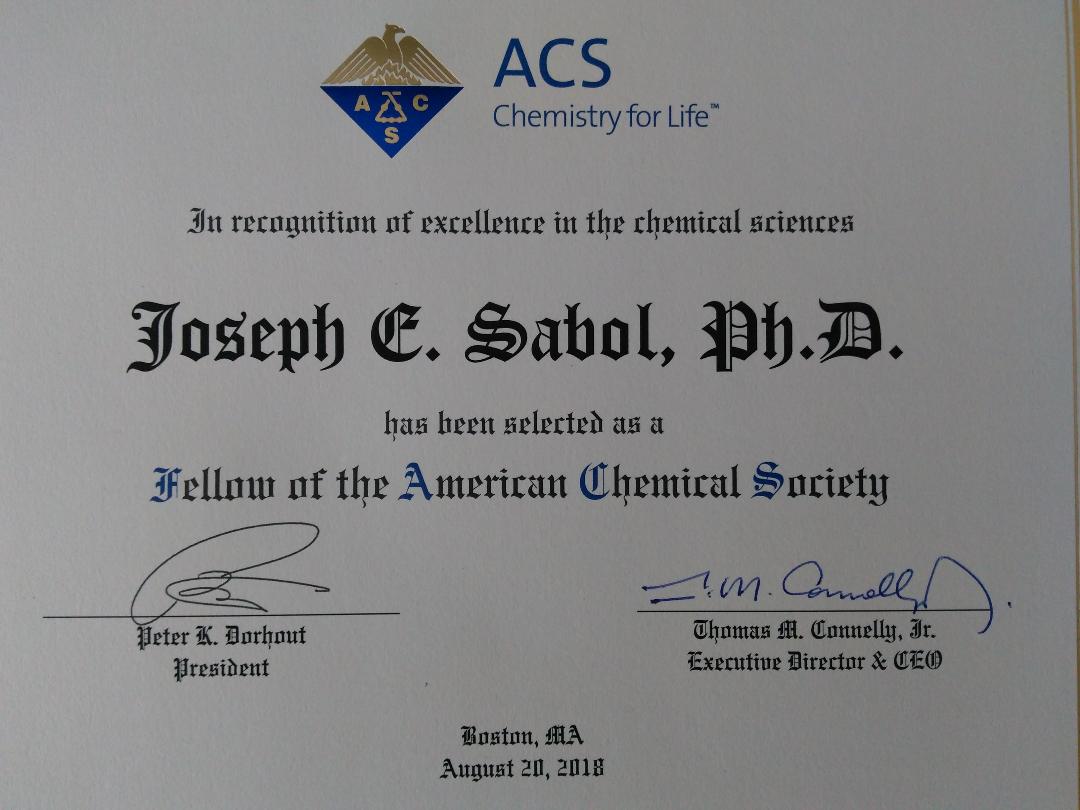 A C
S
ACS
Chemistry for Life™
In recognition of excellence in the chemical sciences
Joseph E. Sabol, Ph.D.
has been selected as a
Fellow of the American Chemical Society
T. M. Connelly Jr.
Peter K. Dorhout
President
Thomas M. Connelly, Jr.
Executive Director & CEO
Boston, MA
August 20, 2018